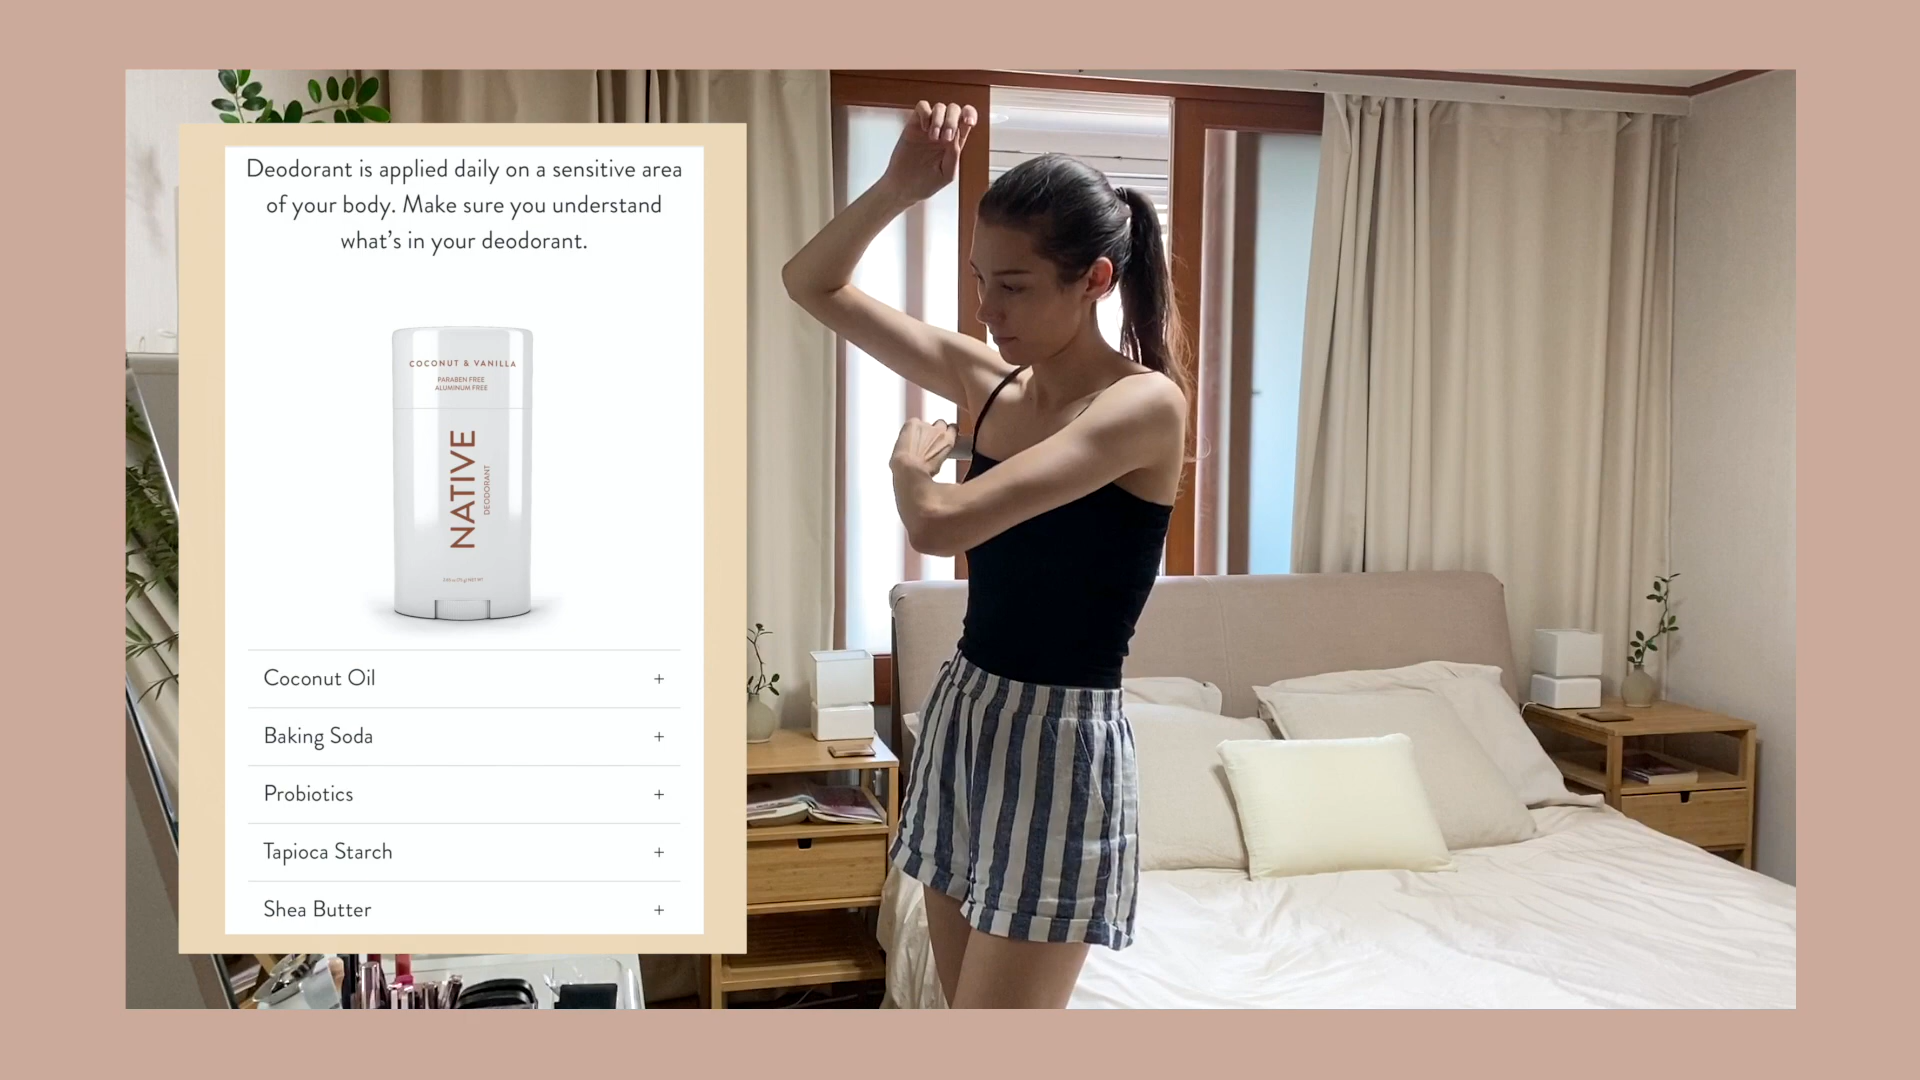 Deodorant is applied daily on a sensitive area
of your body. Make sure you understand
what's in your deodorant.
COCONUT & VANILLA
PARABEN FREE
ALUMINUM FREE
NATIVE
DEODORANT
Coconut Oil +
Baking Soda +
Probiotics +
Tapioca Starch +
Shea Butter +